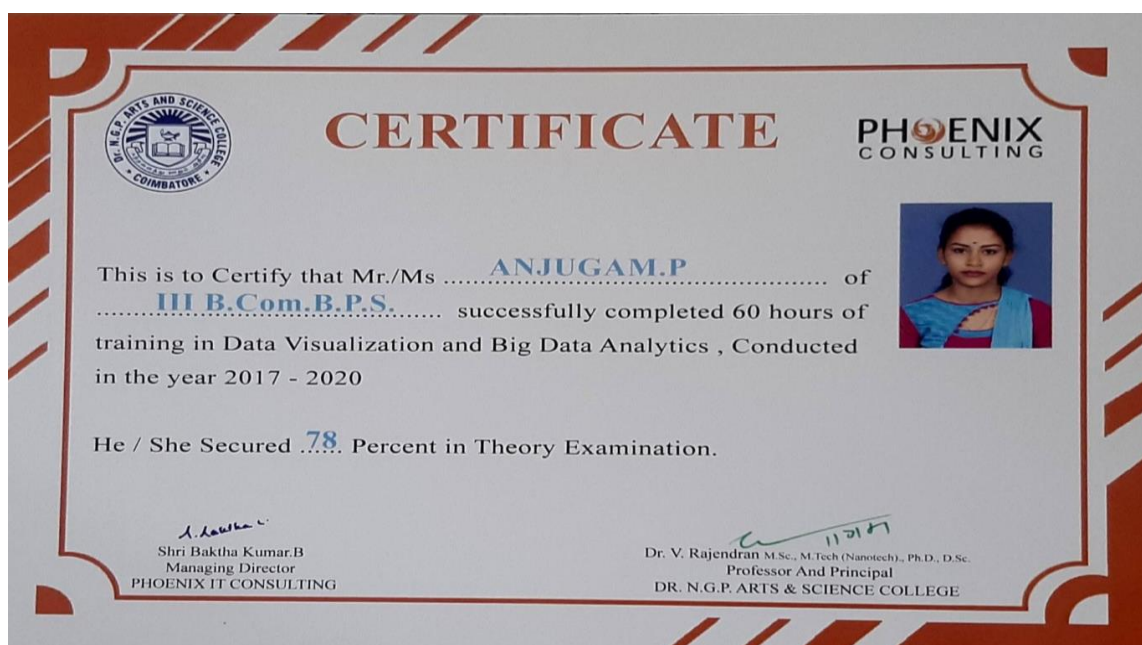 Dr. N.G.P. ARTS AND SCIENCE COLLEGE
* COIMBATORE *
CERTIFICATE
PHOENIX
CONSULTING
This is to Certify that Mr./Ms ....ANJUGAM.P.... of
....III B.Com.B.P.S..... successfully completed 60 hours of
training in Data Visualization and Big Data Analytics , Conducted
in the year 2017 - 2020
He / She Secured ..78.. Percent in Theory Examination.
Shri Baktha Kumar.B
Managing Director
PHOENIX IT CONSULTING
Dr. V. Rajendran M.Sc., M.Tech (Nanotech)., Ph.D., D.Sc.
Professor And Principal
DR. N.G.P. ARTS & SCIENCE COLLEGE